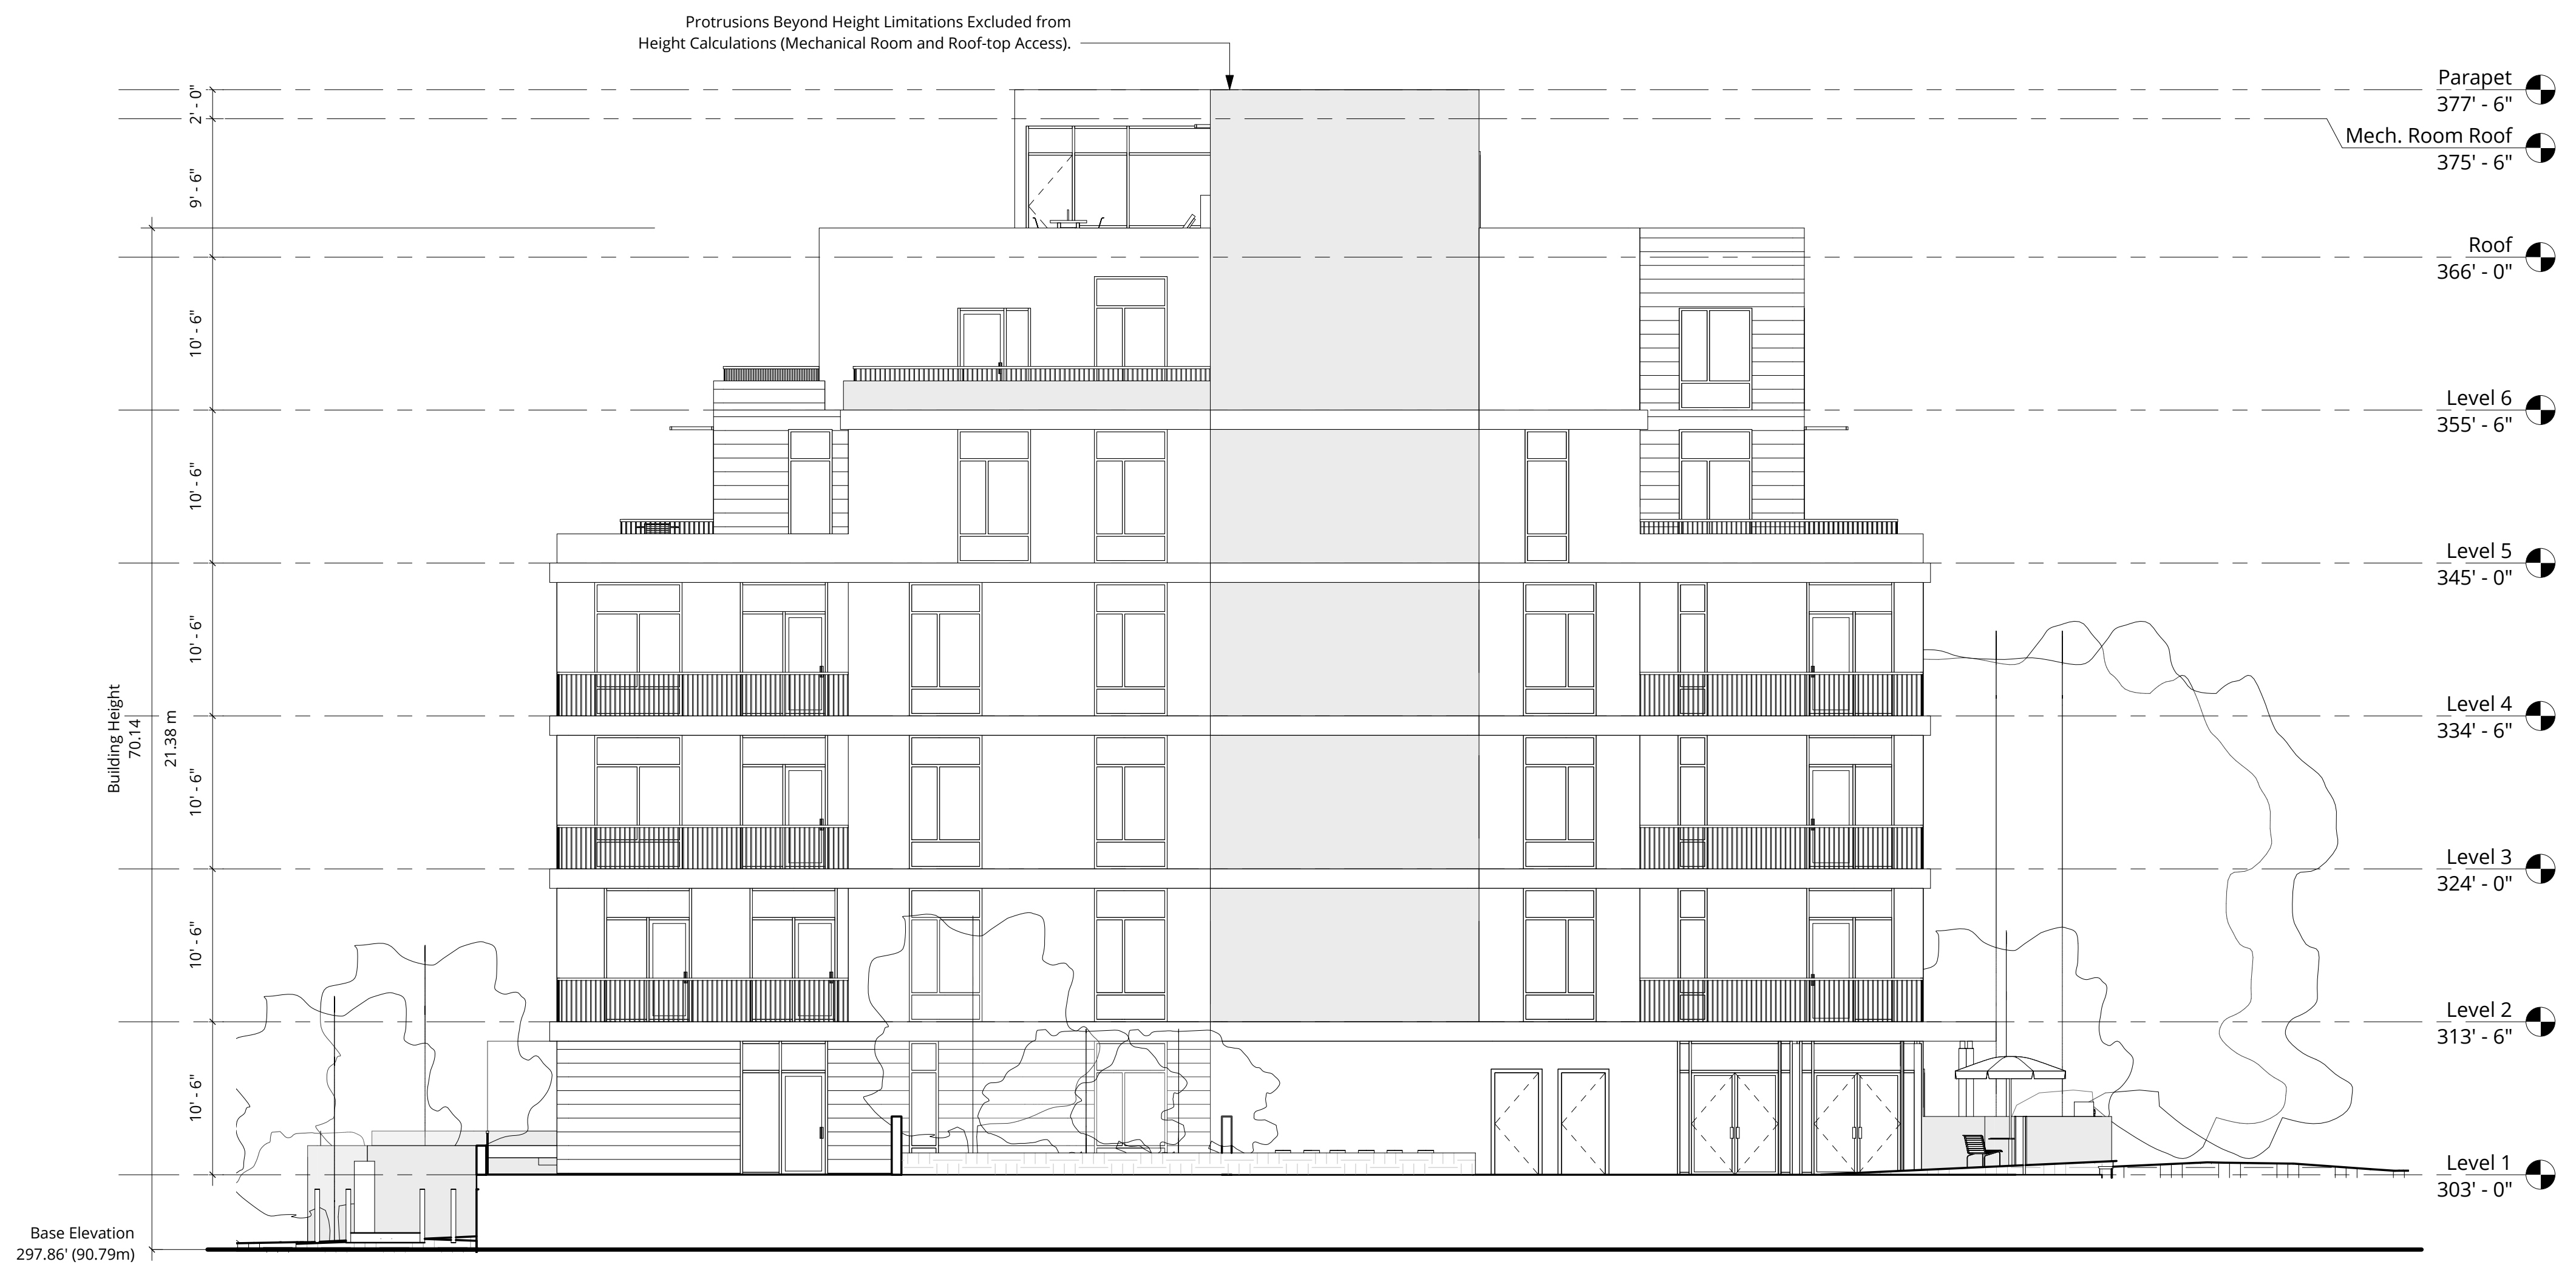 Protrusions Beyond Height Limitations Excluded from
Height Calculations (Mechanical Room and Roof-top Access).
Parapet
377' - 6"
Mech. Room Roof
375' - 6"
Roof
366' - 0"
Level 6
355' - 6"
Level 5
345' - 0"
Level 4
334' - 6"
Level 3
324' - 0"
Level 2
313' - 6"
Level 1
303' - 0"
2' - 0"
9' - 6"
10' - 6"
10' - 6"
10' - 6"
10' - 6"
10' - 6"
10' - 6"
Building Height
70.14
21.38 m
Base Elevation
297.86' (90.79m)